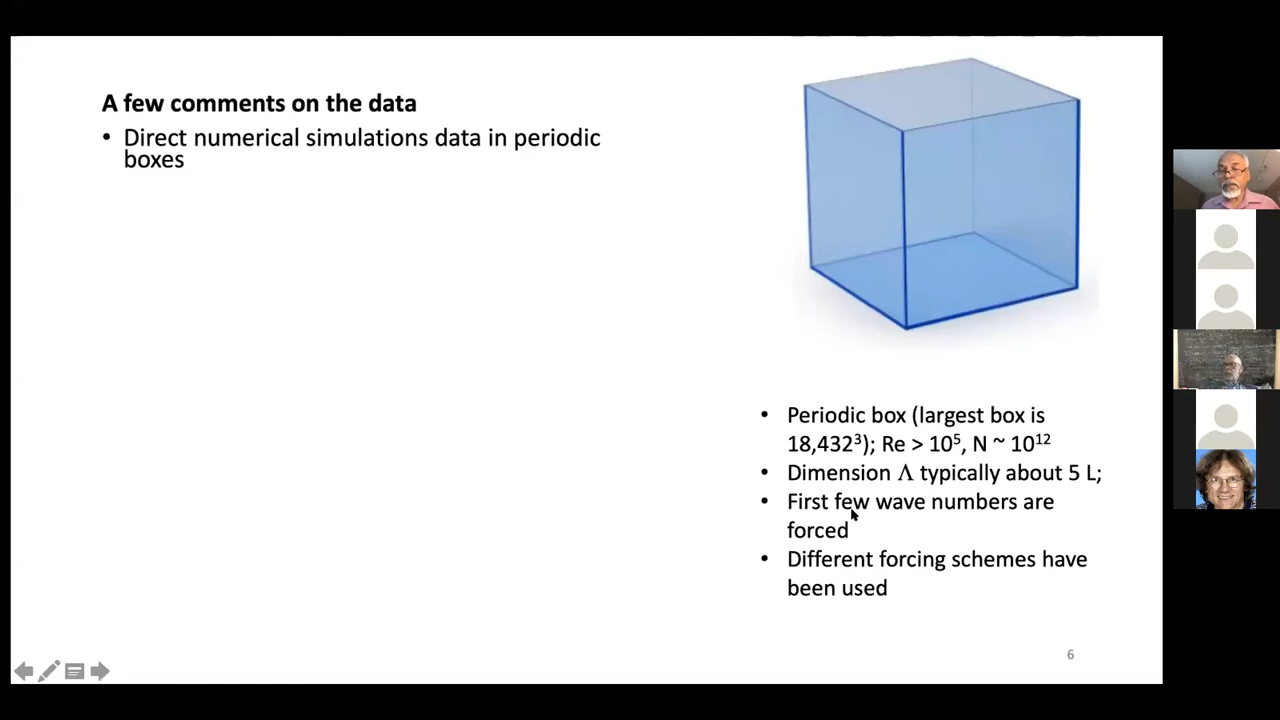 A few comments on the data
• Direct numerical simulations data in periodic
boxes
• Periodic box (largest box is
18,432³); Re > 10⁵, N ~ 10¹²
• Dimension Λ typically about 5 L;
• First few wave numbers are
forced
• Different forcing schemes have
been used
6